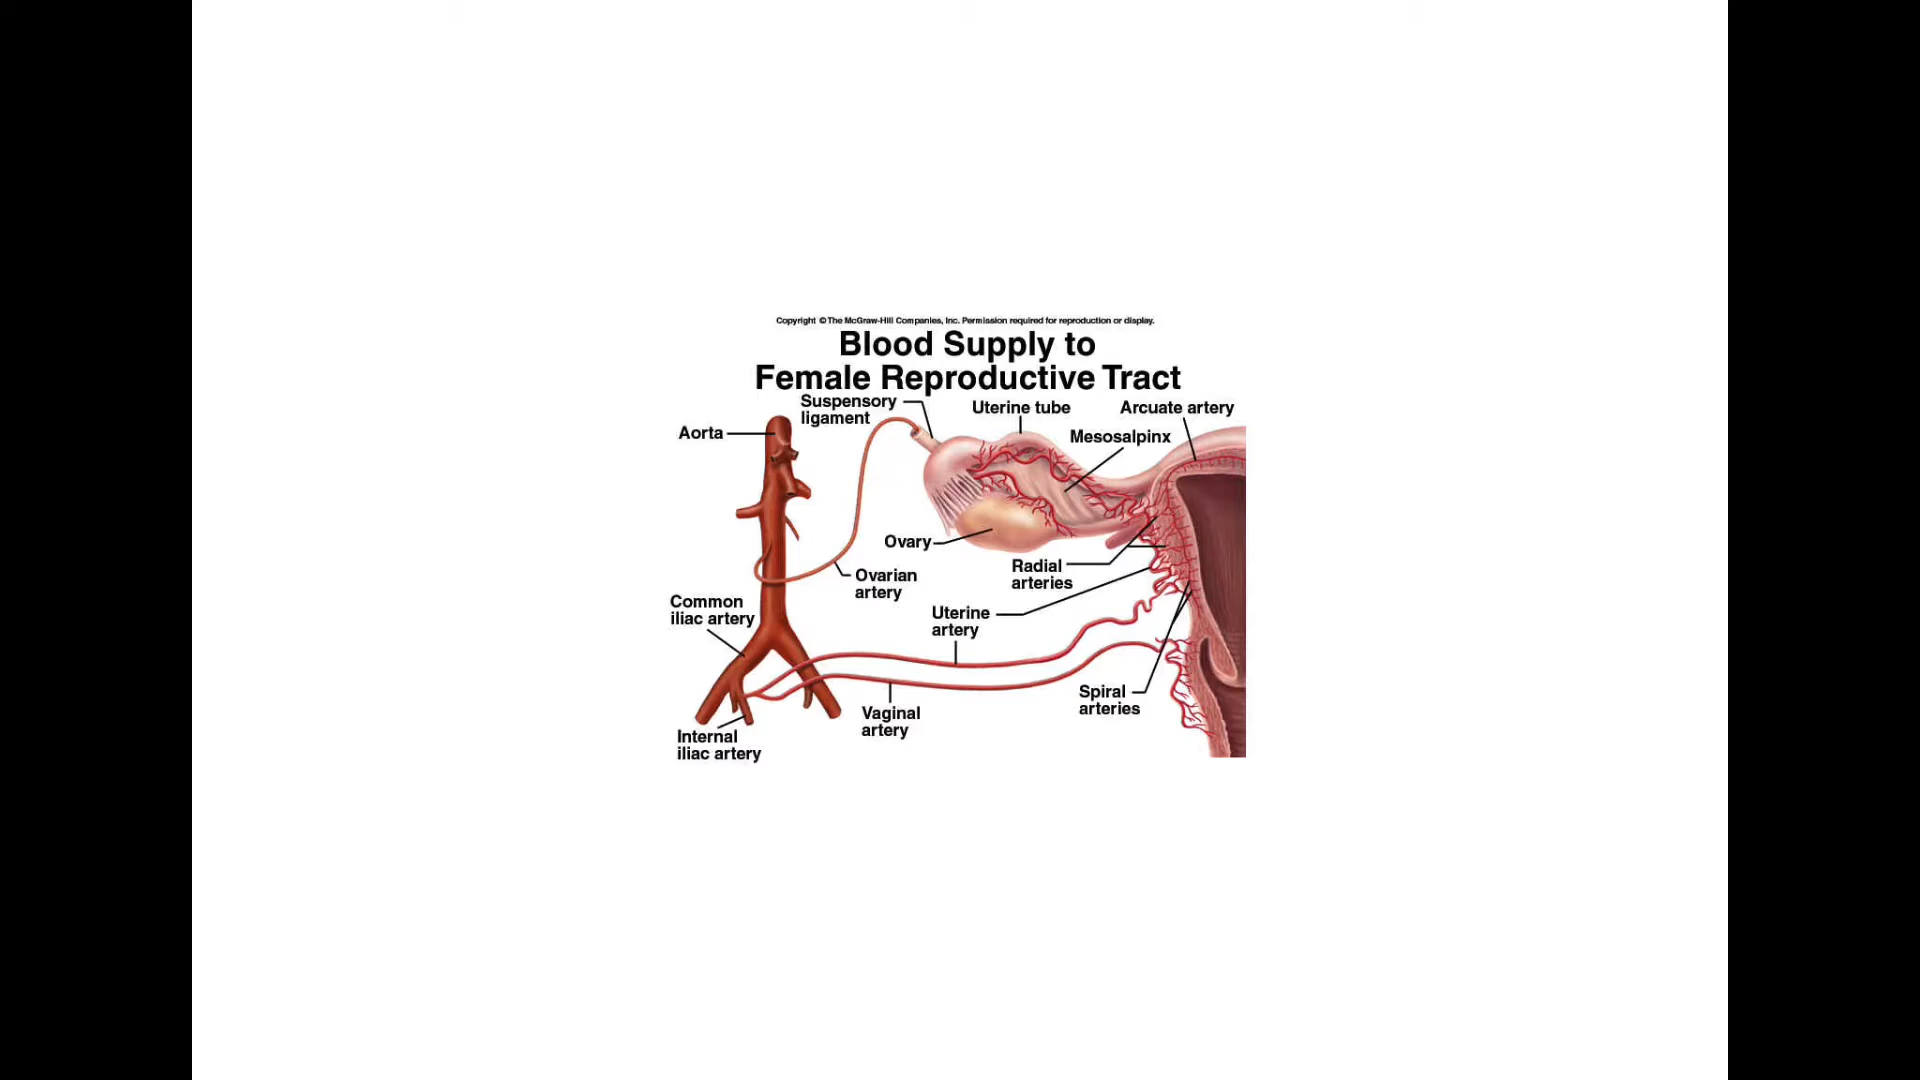 Copyright © The McGraw-Hill Companies, Inc. Permission required for reproduction or display.
Blood Supply to
Female Reproductive Tract
Suspensory
ligament
Uterine tube
Arcuate artery
Aorta
Mesosalpinx
Ovary
Radial
arteries
Ovarian
artery
Common
iliac artery
Uterine
artery
Spiral
arteries
Vaginal
artery
Internal
iliac artery